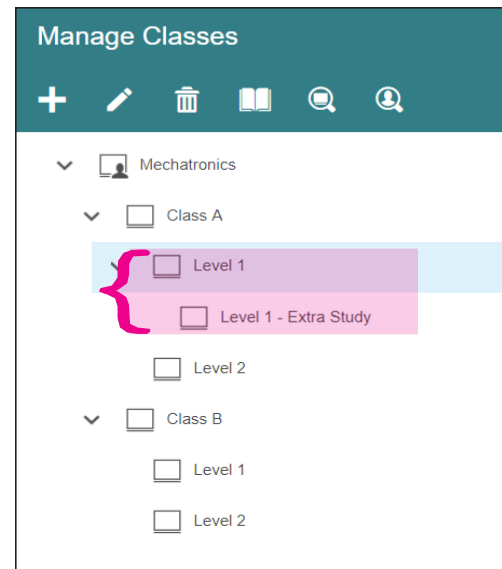 Manage Classes
Mechatronics
Class A
Level 1
Level 1 - Extra Study
Level 2
Class B
Level 1
Level 2